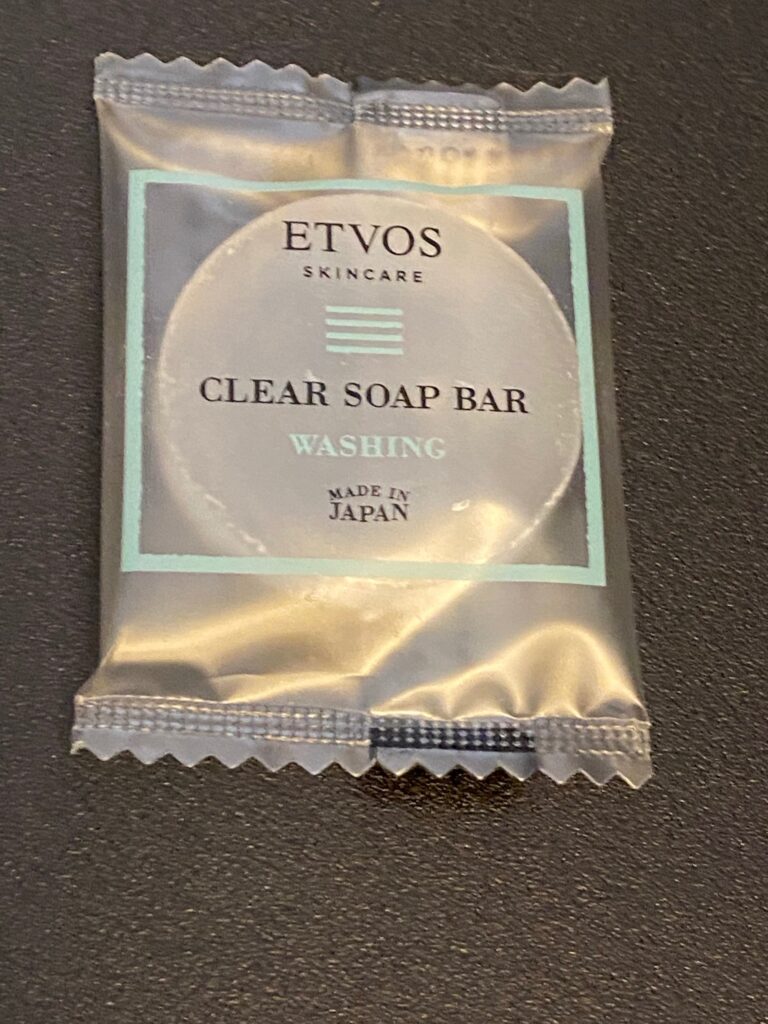 ETVOS
SKINCARE
CLEAR SOAP BAR
WASHING
MADE IN
JAPAN